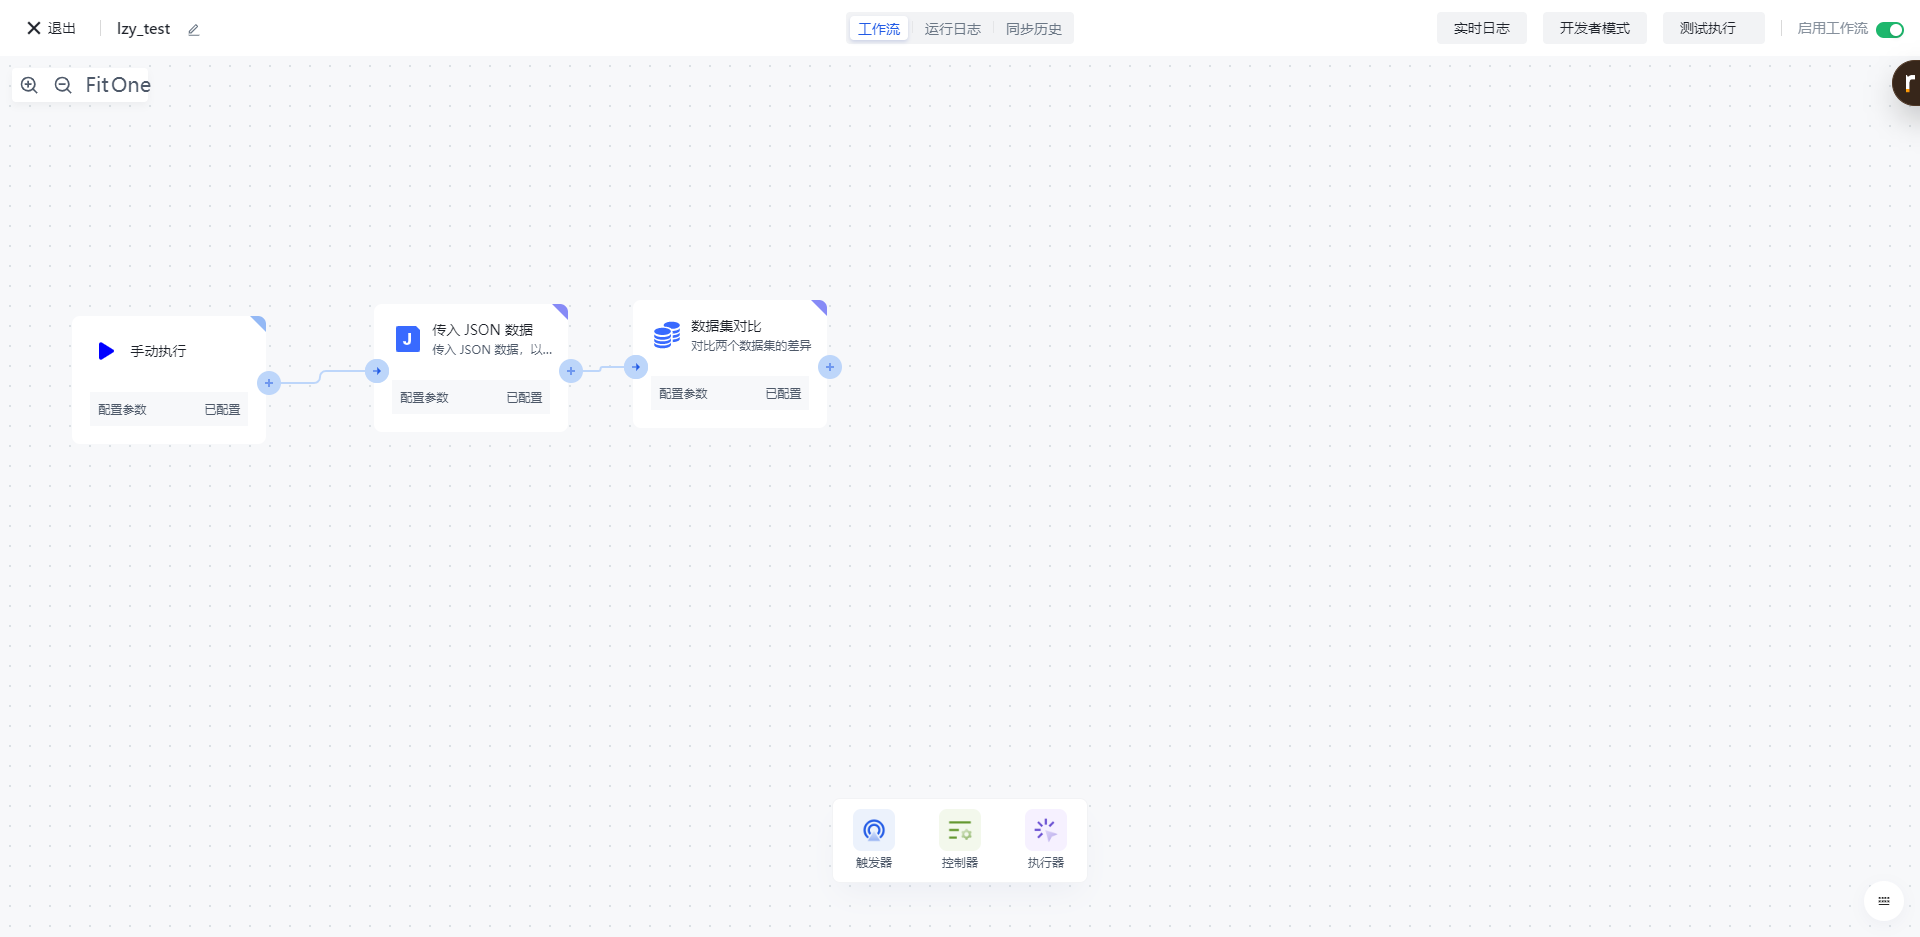 退出
lzy_test
工作流
运行日志
同步历史
实时日志
开发者模式
测试执行
启用工作流
Fit One
r
手动执行
配置参数 已配置
J
传入 JSON 数据
传入 JSON 数据，以...
配置参数 已配置
数据集对比
对比两个数据集的差异
配置参数 已配置
触发器
控制器
执行器